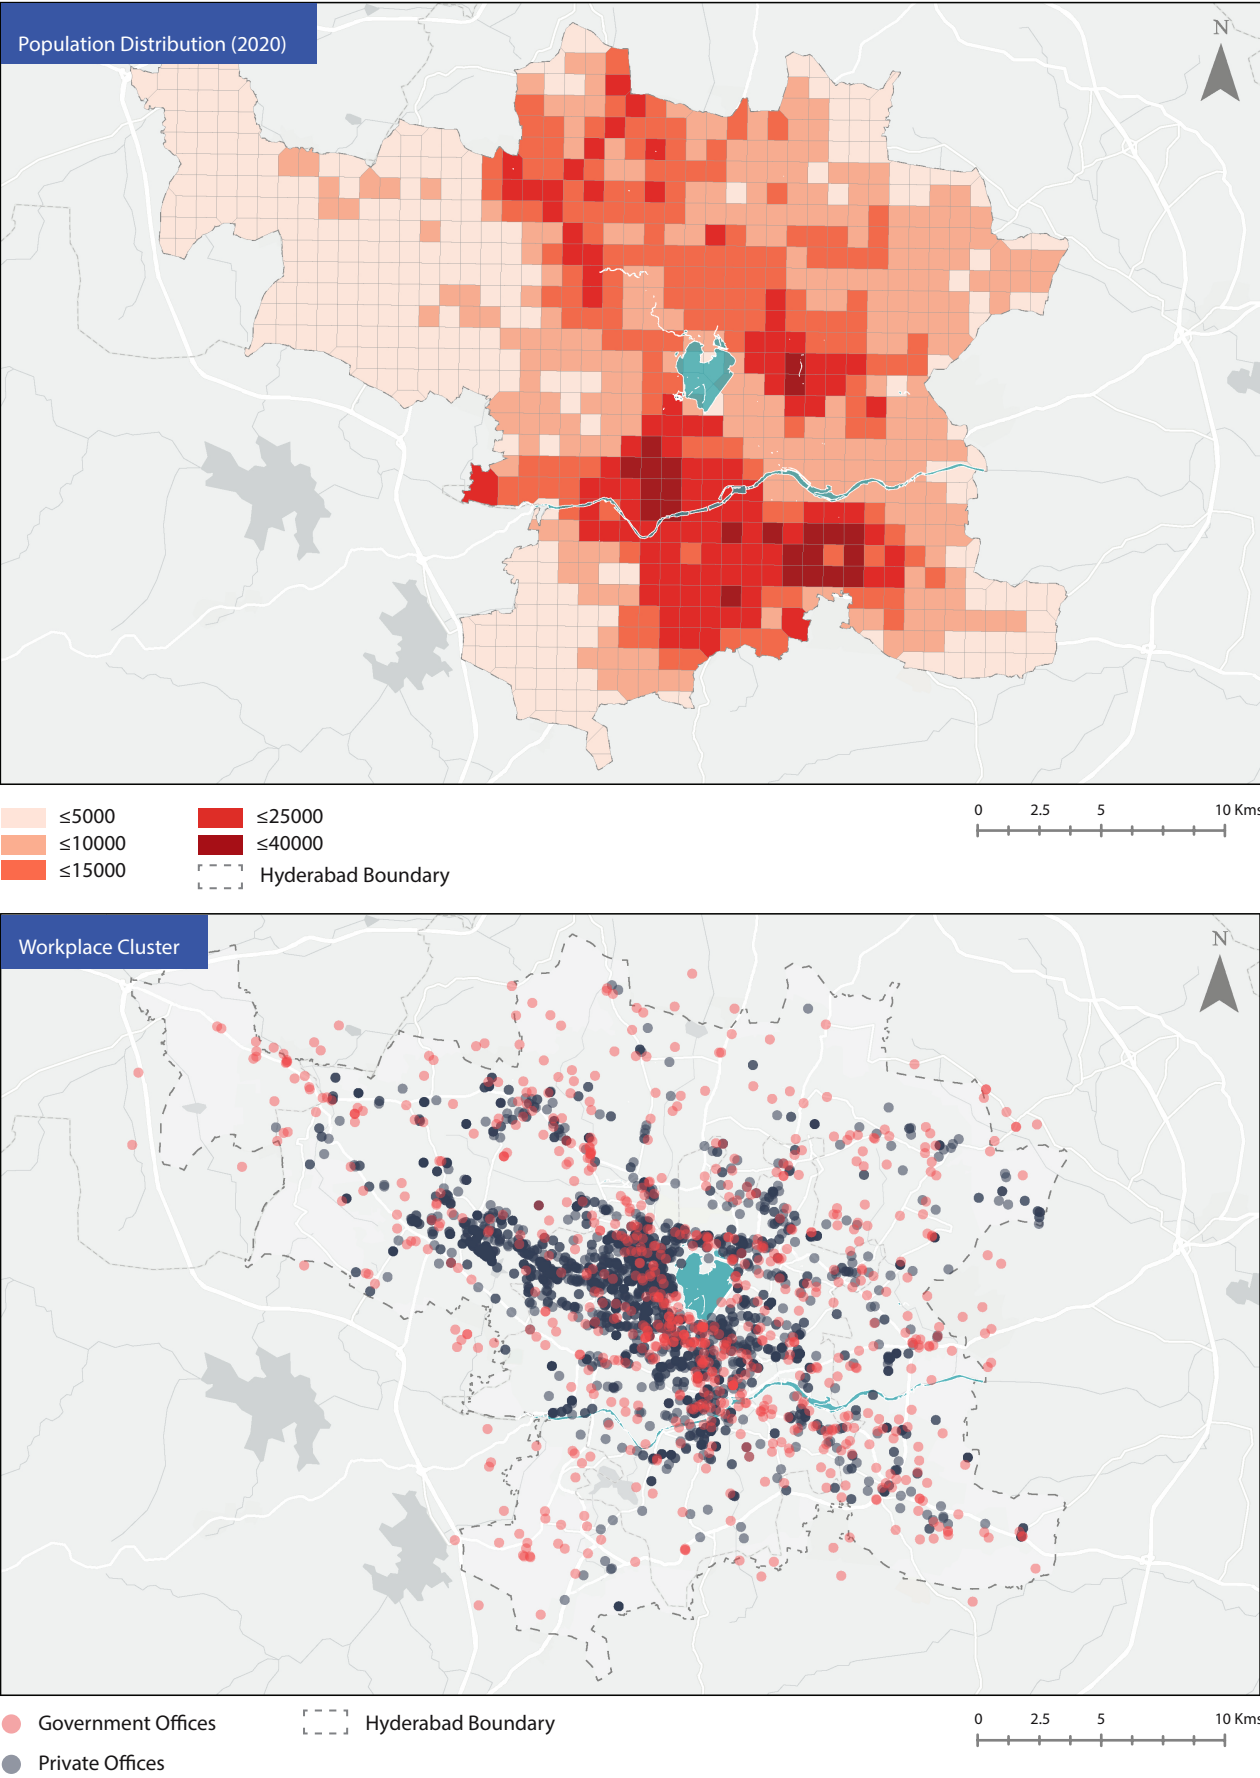 Population Distribution (2020)
N
≤5000
≤10000
≤15000
≤25000
≤40000
Hyderabad Boundary
0 2.5 5 10 Kms
Workplace Cluster
N
Government Offices
Private Offices
Hyderabad Boundary
0 2.5 5 10 Kms